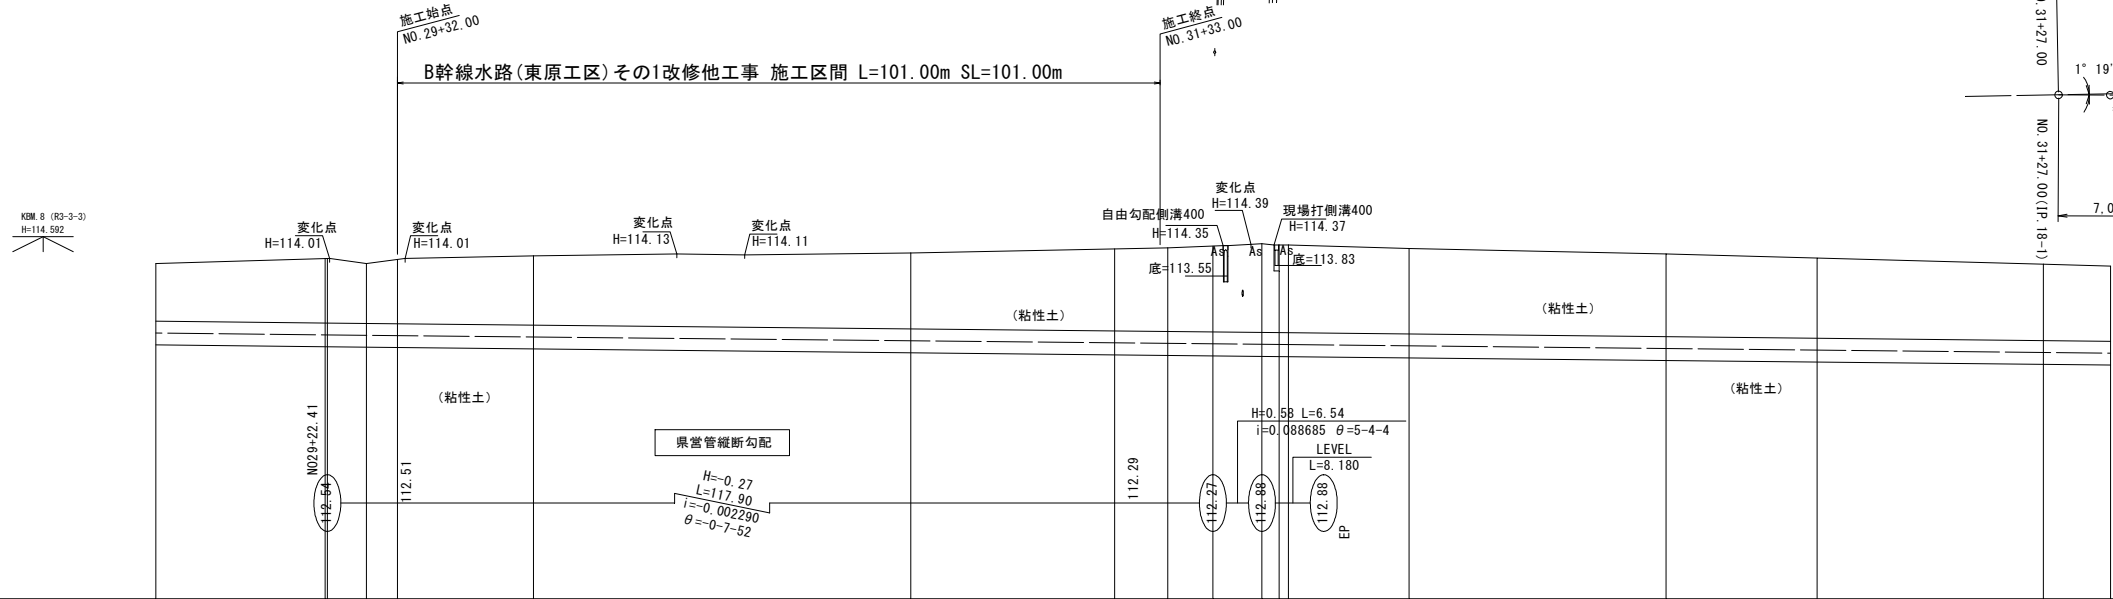 施工始点
NO.29+32.00
施工終点
NO.31+33.00
B幹線水路(東原工区)その1改修他工事 施工区間 L=101.00m SL=101.00m
.31+27.00
1° 19'
NO.31+27.00(IP.18-1)
7,0
KBM.8 (R3-3-3)
H=114.592
変化点
H=114.01
変化点
H=114.01
変化点
H=114.13
変化点
H=114.11
自由勾配側溝400
H=114.35
変化点
H=114.39
現場打側溝400
H=114.37
As
As
As
底=113.55
底=113.83
(粘性土)
(粘性土)
(粘性土)
(粘性土)
NO29+22.41
112.54
112.51
県営管縦断勾配
H=-0.27
L=117.90
i=-0.002290
θ=-0-7-52
112.29
112.27
H=0.58 L=6.54
i=0.088685 θ=5-4-4
LEVEL
L=8.180
112.88
112.88
EP